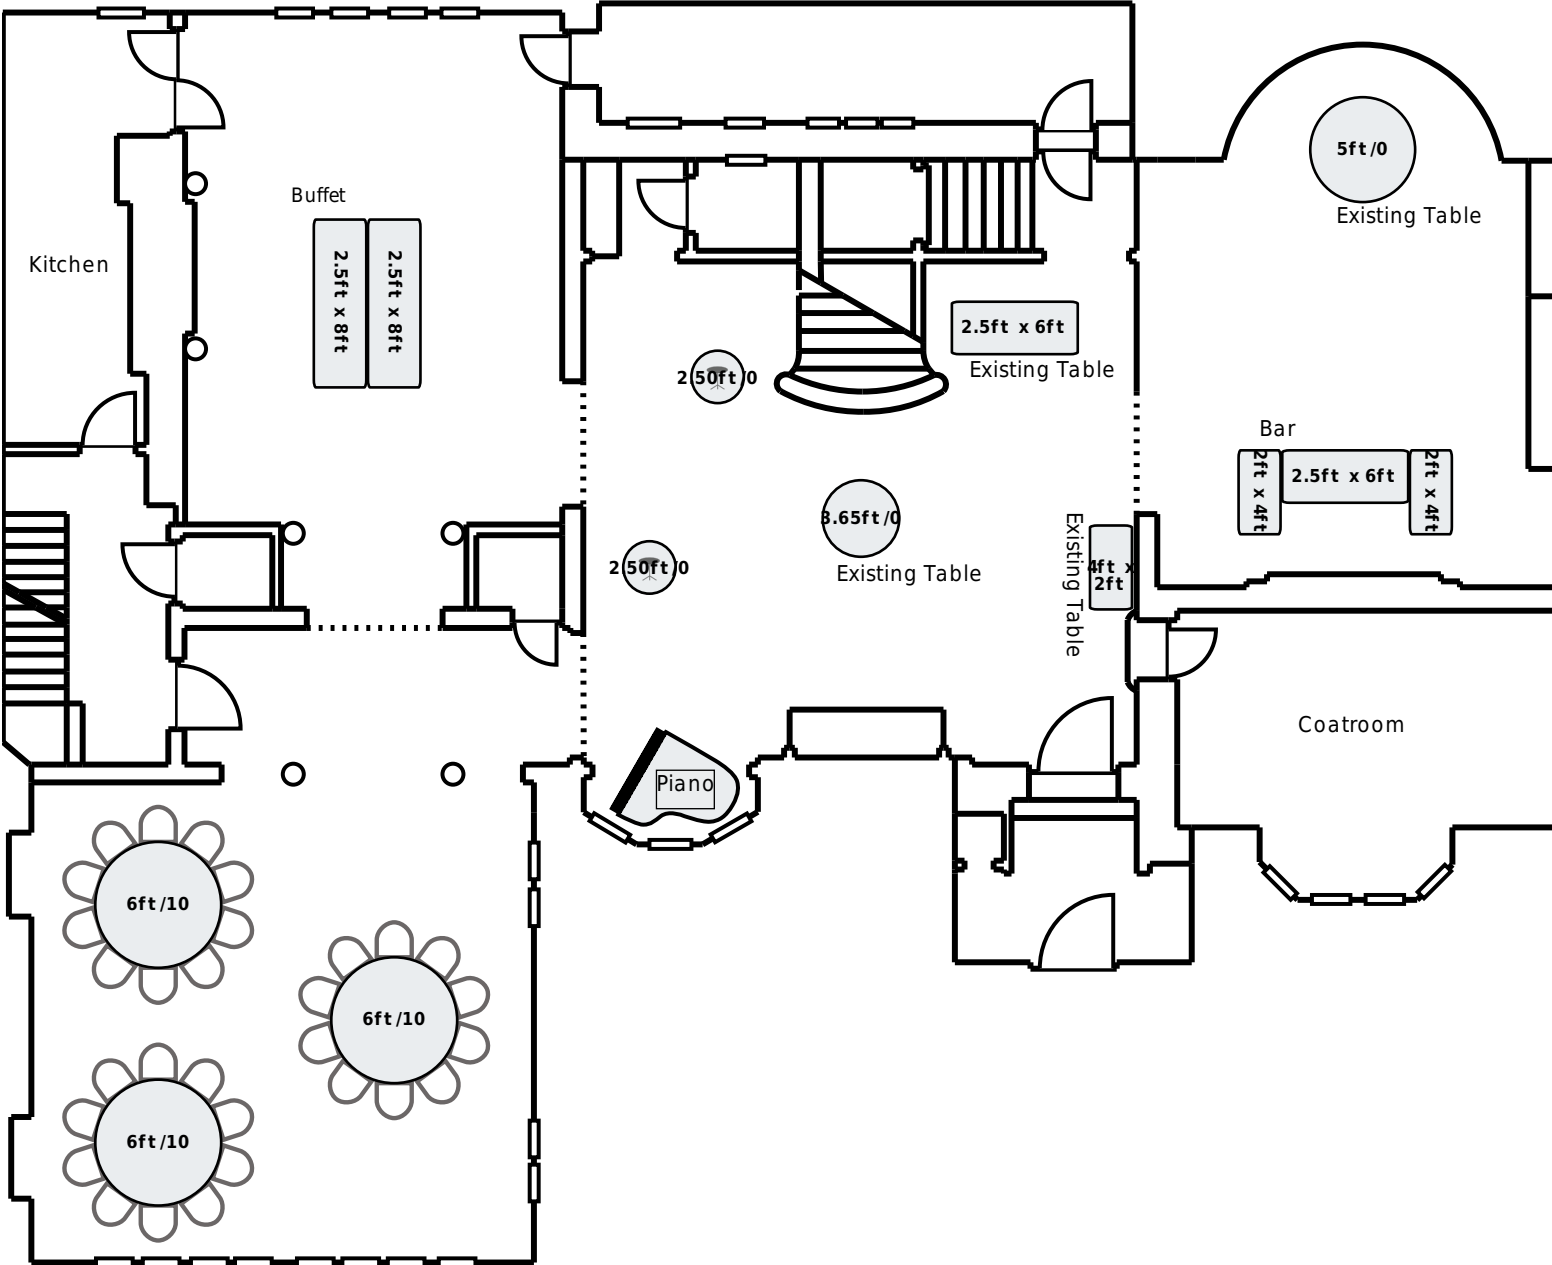 5ft/0
Existing Table
Buffet
Kitchen
2.5ft x 8ft
2.5ft x 8ft
2.5ft x 6ft
Existing Table
2.50ft/0
Bar
2ft x 4ft
2.5ft x 6ft
2ft x 4ft
3.65ft/0
Existing Table
2.50ft/0
Existing Table
4ft x
2ft
Coatroom
Piano
6ft/10
6ft/10
6ft/10